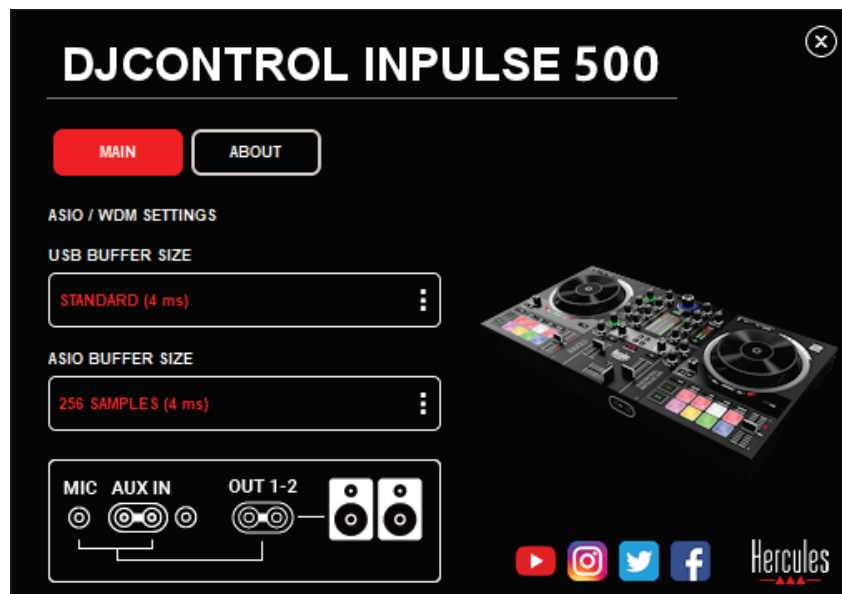 DJCONTROL INPULSE 500
MAIN
ABOUT
ASIO / WDM SETTINGS
USB BUFFER SIZE
STANDARD (4 ms)
ASIO BUFFER SIZE
256 SAMPLES (4 ms)
MIC AUX IN OUT 1-2
Hercules